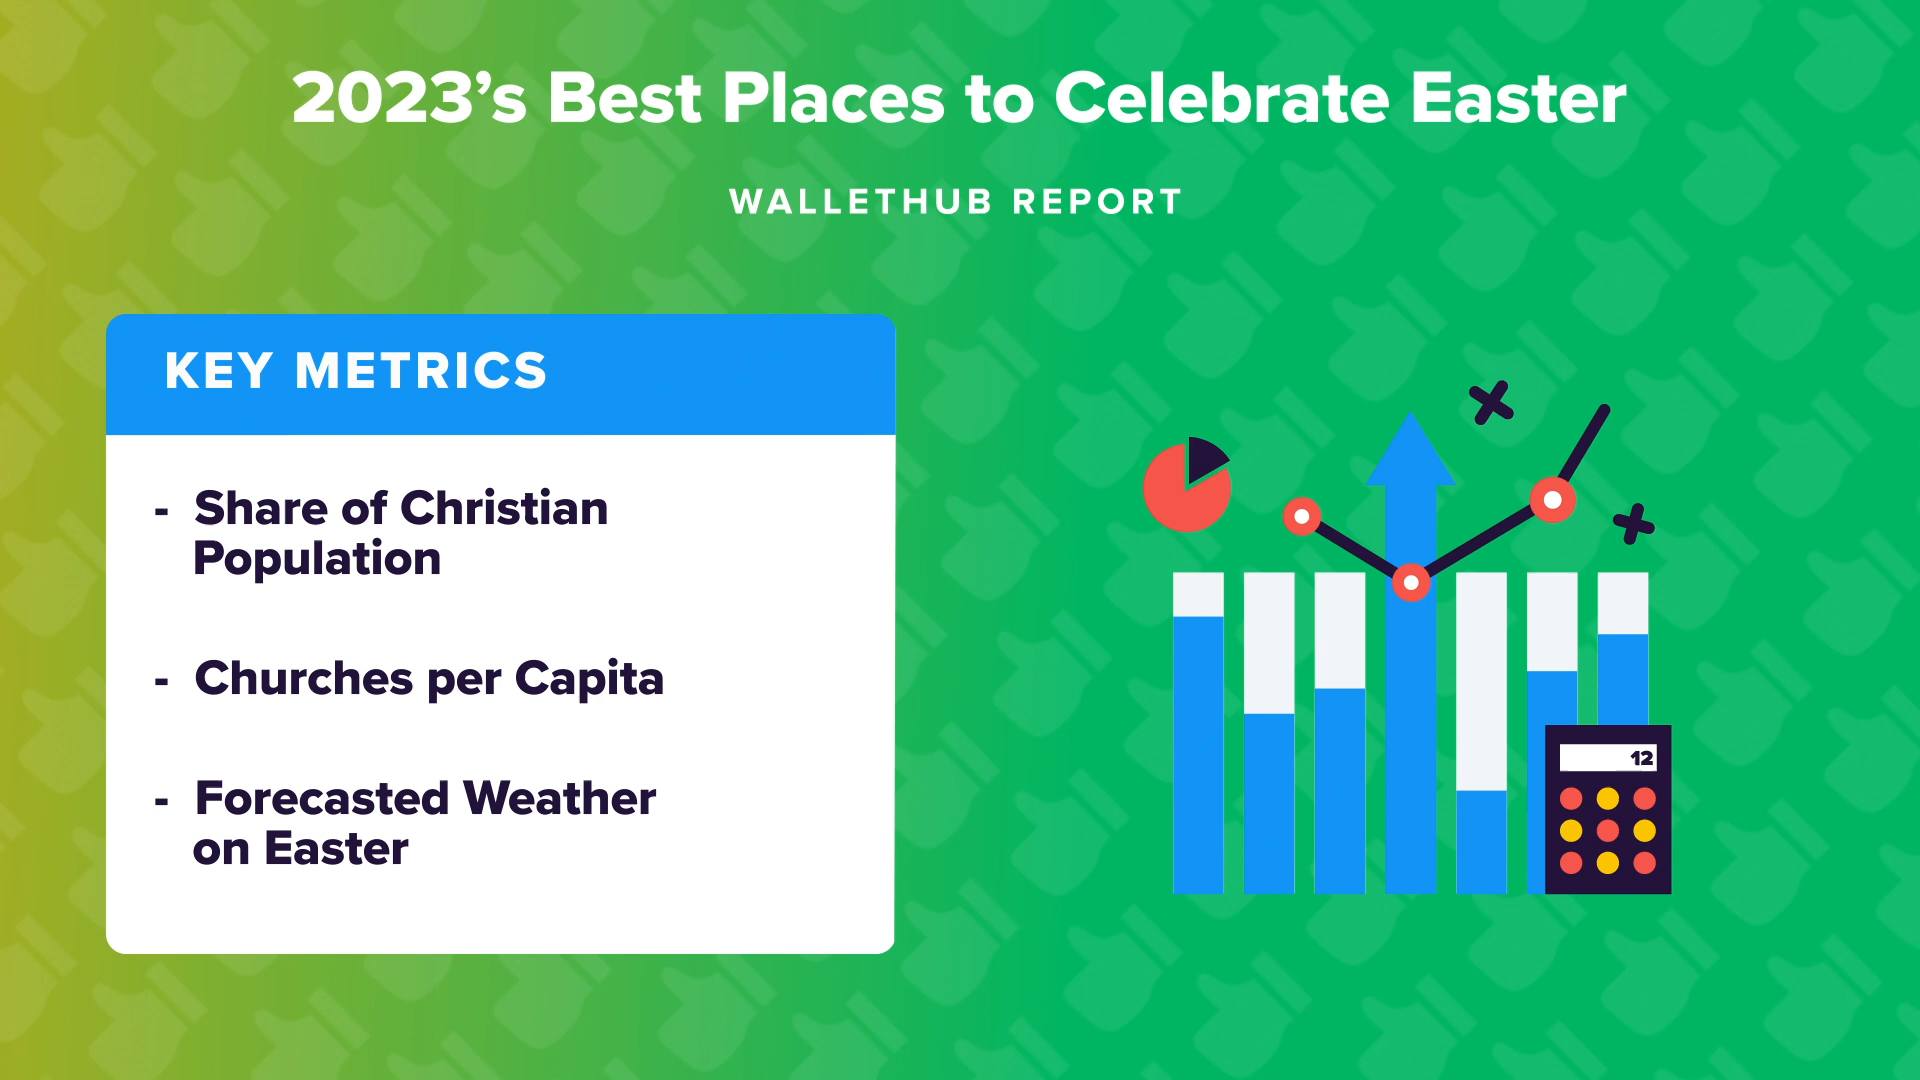 2023’s Best Places to Celebrate Easter
WALLETHUB REPORT
KEY METRICS
- Share of Christian
Population
- Churches per Capita
- Forecasted Weather
on Easter
12